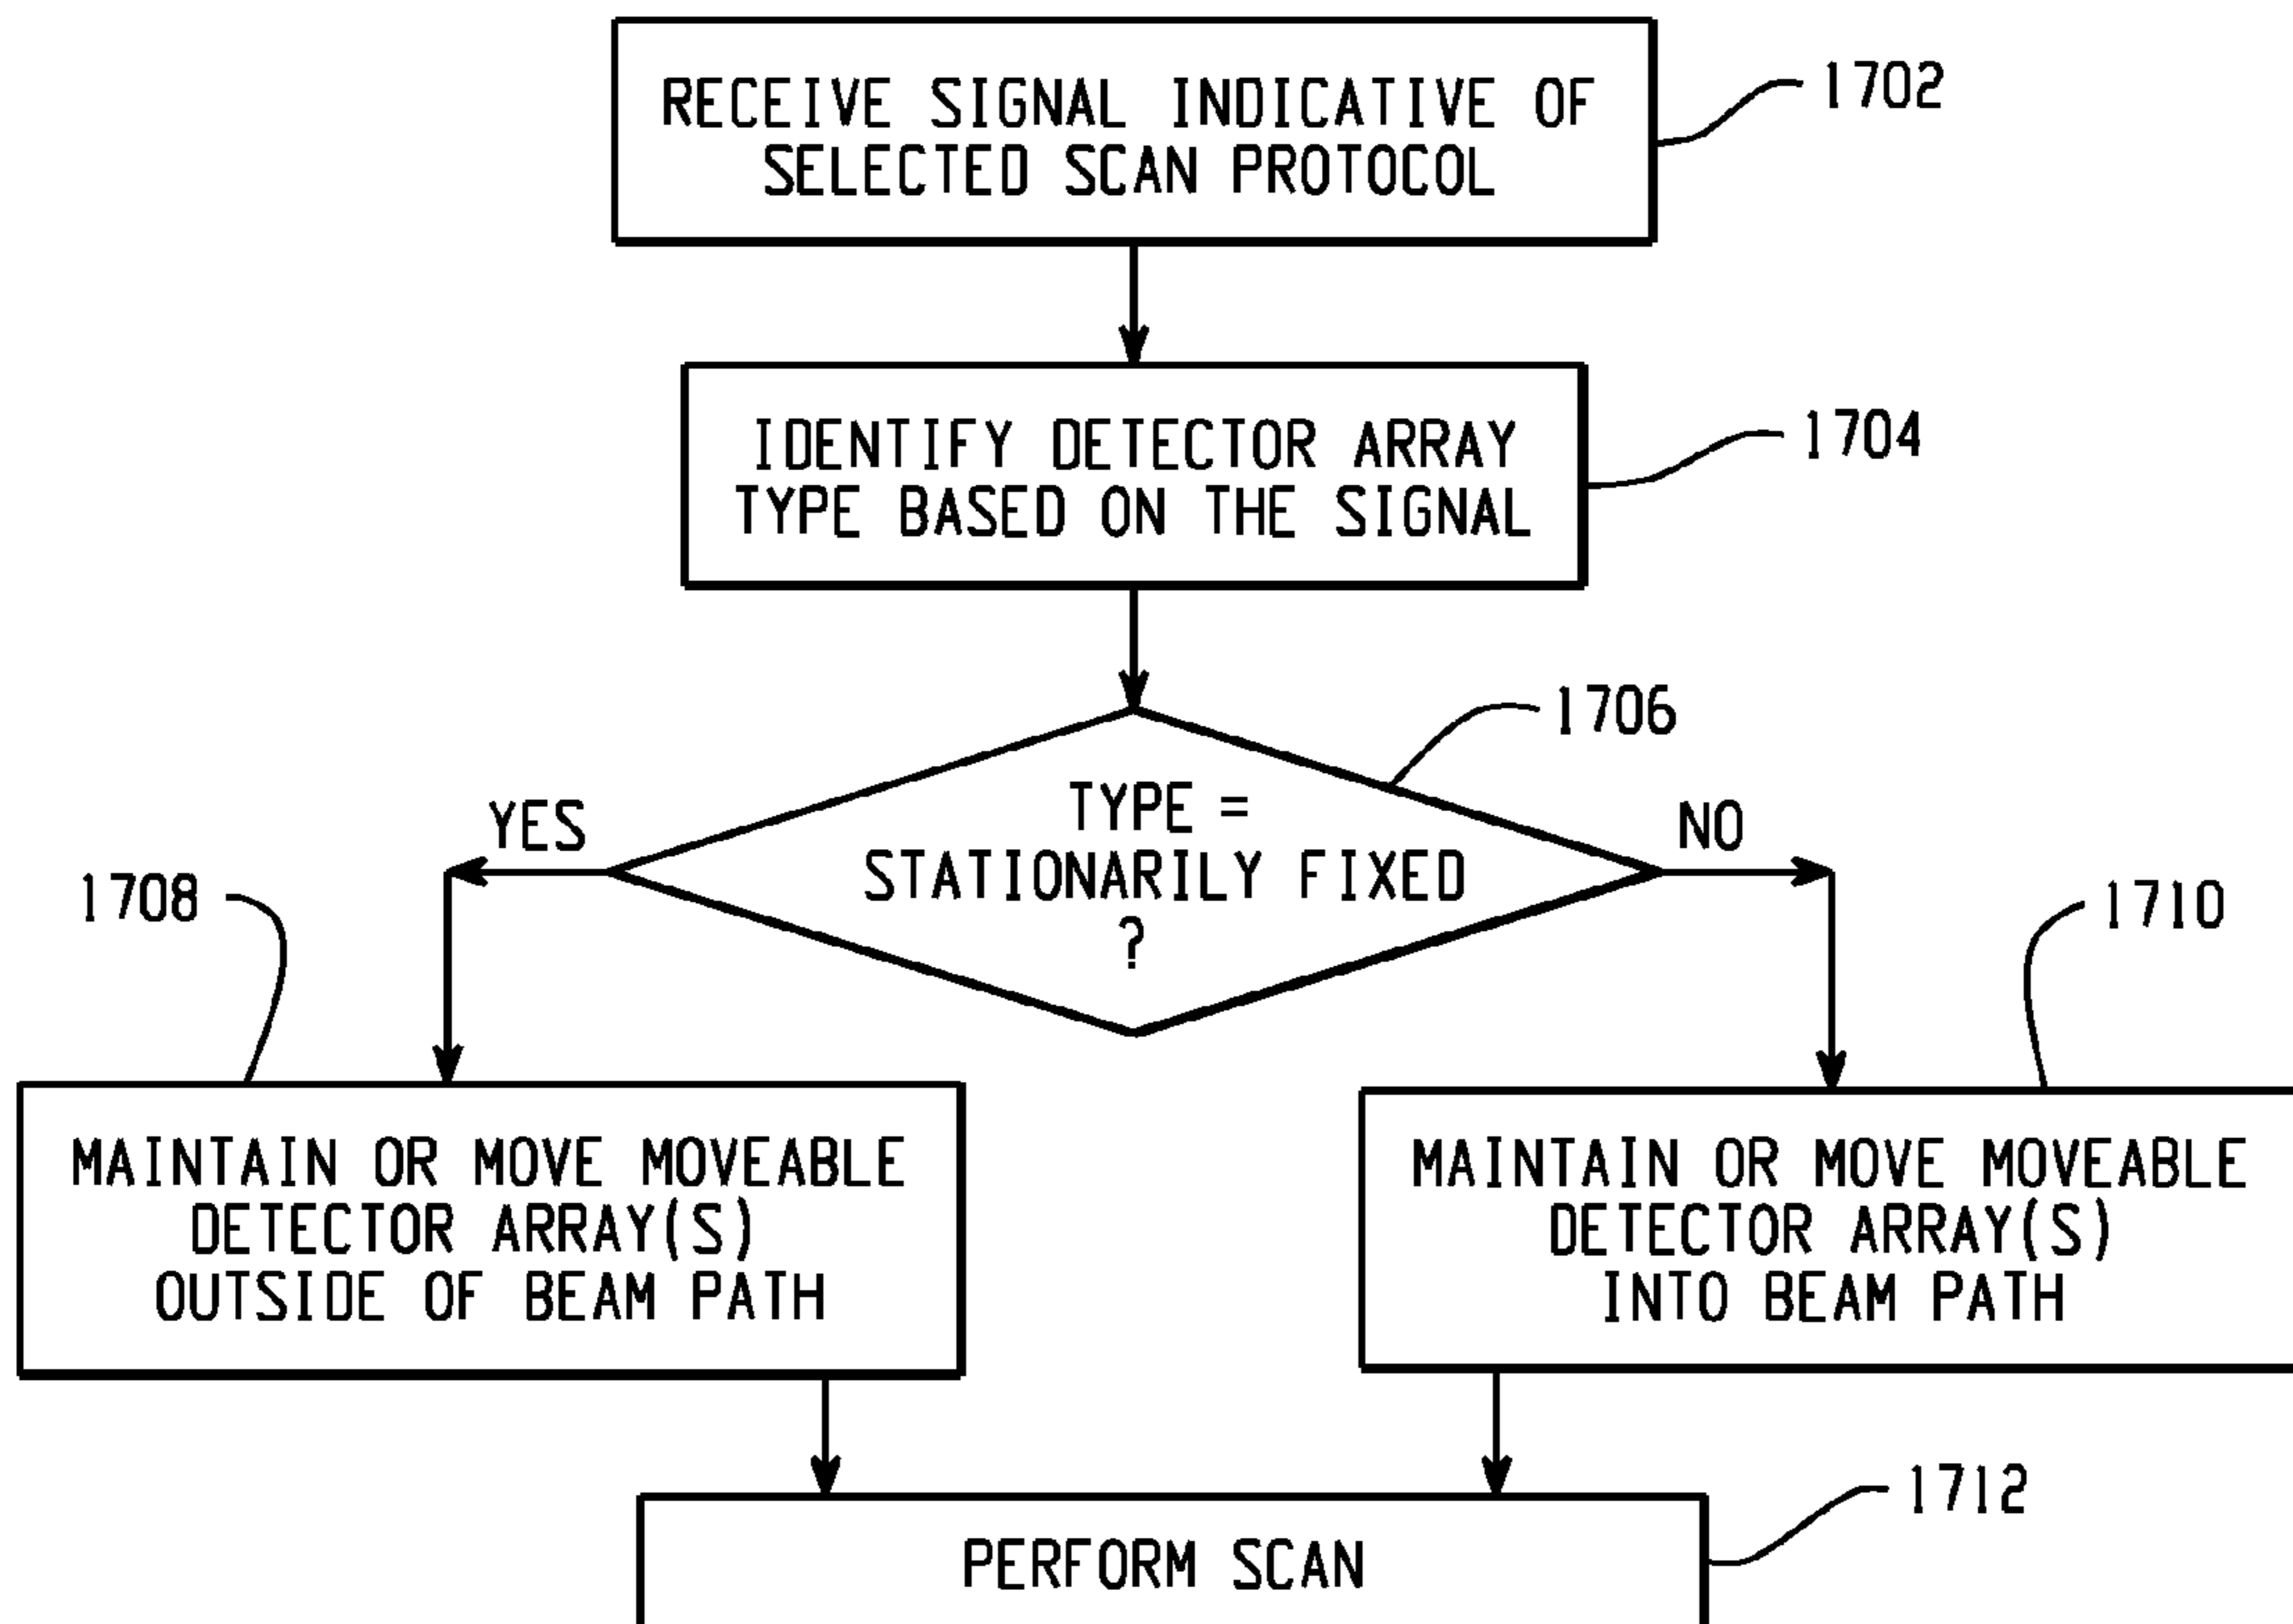 RECEIVE SIGNAL INDICATIVE OF
SELECTED SCAN PROTOCOL
1702
IDENTIFY DETECTOR ARRAY
TYPE BASED ON THE SIGNAL
1704
1706
TYPE =
STATIONARILY FIXED
?
YES
NO
1708
1710
MAINTAIN OR MOVE MOVEABLE
DETECTOR ARRAY(S)
OUTSIDE OF BEAM PATH
MAINTAIN OR MOVE MOVEABLE
DETECTOR ARRAY(S)
INTO BEAM PATH
1712
PERFORM SCAN